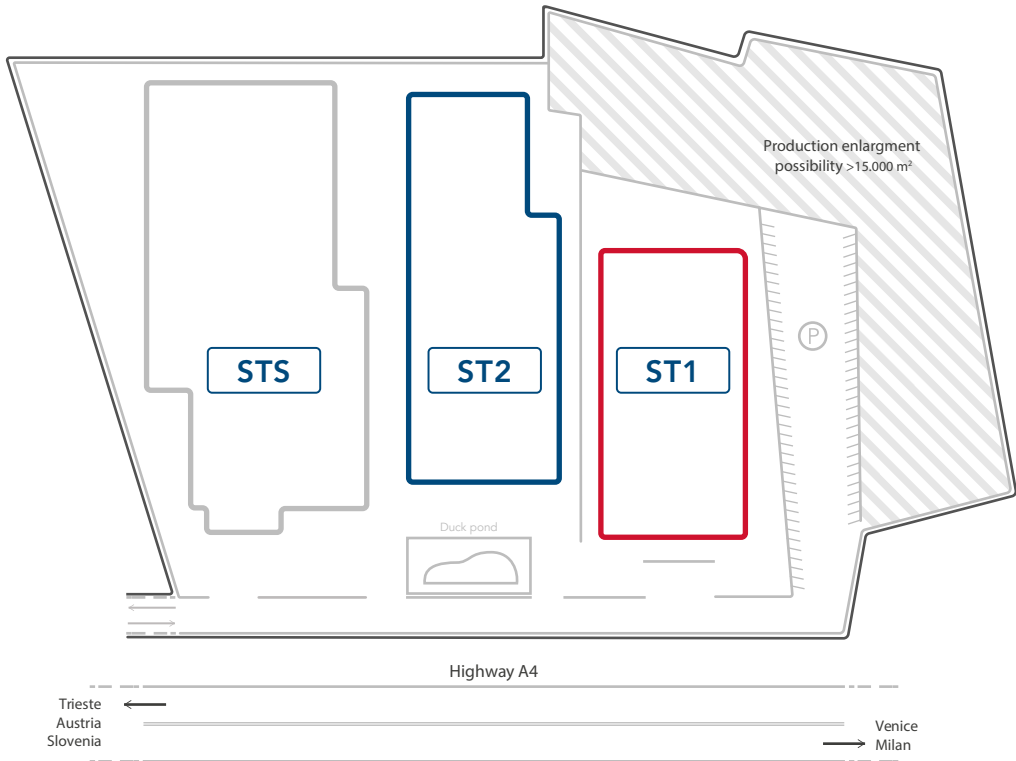 Production enlargment
possibility >15.000 m²
P
STS
ST2
ST1
Duck pond
Highway A4
Trieste
Austria
Slovenia
Venice
Milan